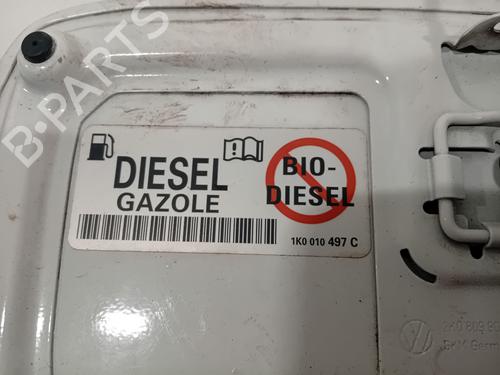 B-PARTS
DIESEL
GAZOLE
BIO-
DIESEL
1K0 010 497 C